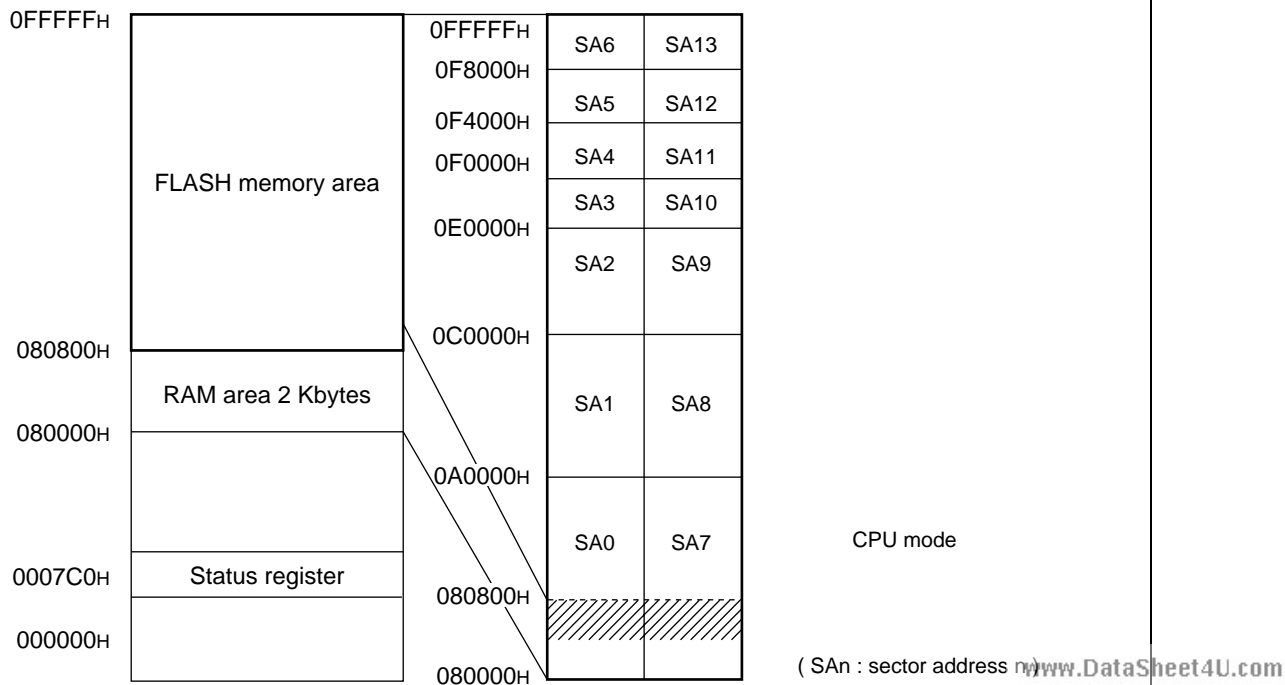 0FFFFFH
FLASH memory area
080800H
RAM area 2 Kbytes
080000H
Status register
0007C0H
000000H
0FFFFFH
SA6 SA13
0F8000H
SA5 SA12
0F4000H
SA4 SA11
0F0000H
SA3 SA10
0E0000H
SA2 SA9
0C0000H
SA1 SA8
0A0000H
SA0 SA7
080800H
080000H
CPU mode
( SAn : sector address n )
www.DataSheet4U.com